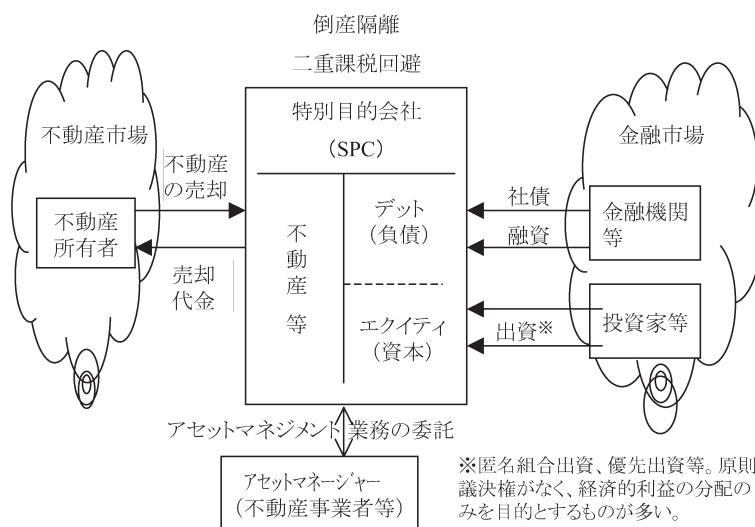 倒産隔離
二重課税回避
不動産市場
不動産
の売却
不動産
所有者
売却
代金
特別目的会社
(SPC)
不動産等
デット
(負債)
エクイティ
(資本)
金融市場
社債
融資
金融機関
等
出資※
投資家等
アセットマネジメント業務の委託
アセットマネージャー
(不動産事業者等)
※匿名組合出資、優先出資等。原則
議決権がなく、経済的利益の分配の
みを目的とするものが多い。